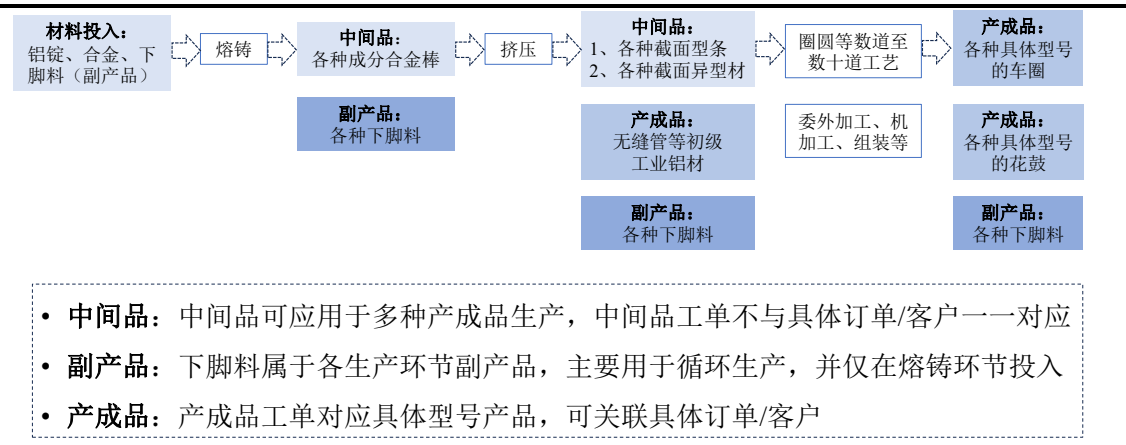 材料投入：
铝锭、合金、下
脚料（副产品）
熔铸
中间品：
各种成分合金棒
挤压
中间品：
1、各种截面型条
2、各种截面异型材
圈圆等数道至
数十道工艺
产成品：
各种具体型号
的车圈
副产品：
各种下脚料
产成品：
无缝管等初级
工业铝材
委外加工、机
加工、组装等
产成品：
各种具体型号
的花鼓
副产品：
各种下脚料
副产品：
各种下脚料
• 中间品：中间品可应用于多种产成品生产，中间品工单不与具体订单/客户一一对应
• 副产品：下脚料属于各生产环节副产品，主要用于循环生产，并仅在熔铸环节投入
• 产成品：产成品工单对应具体型号产品，可关联具体订单/客户